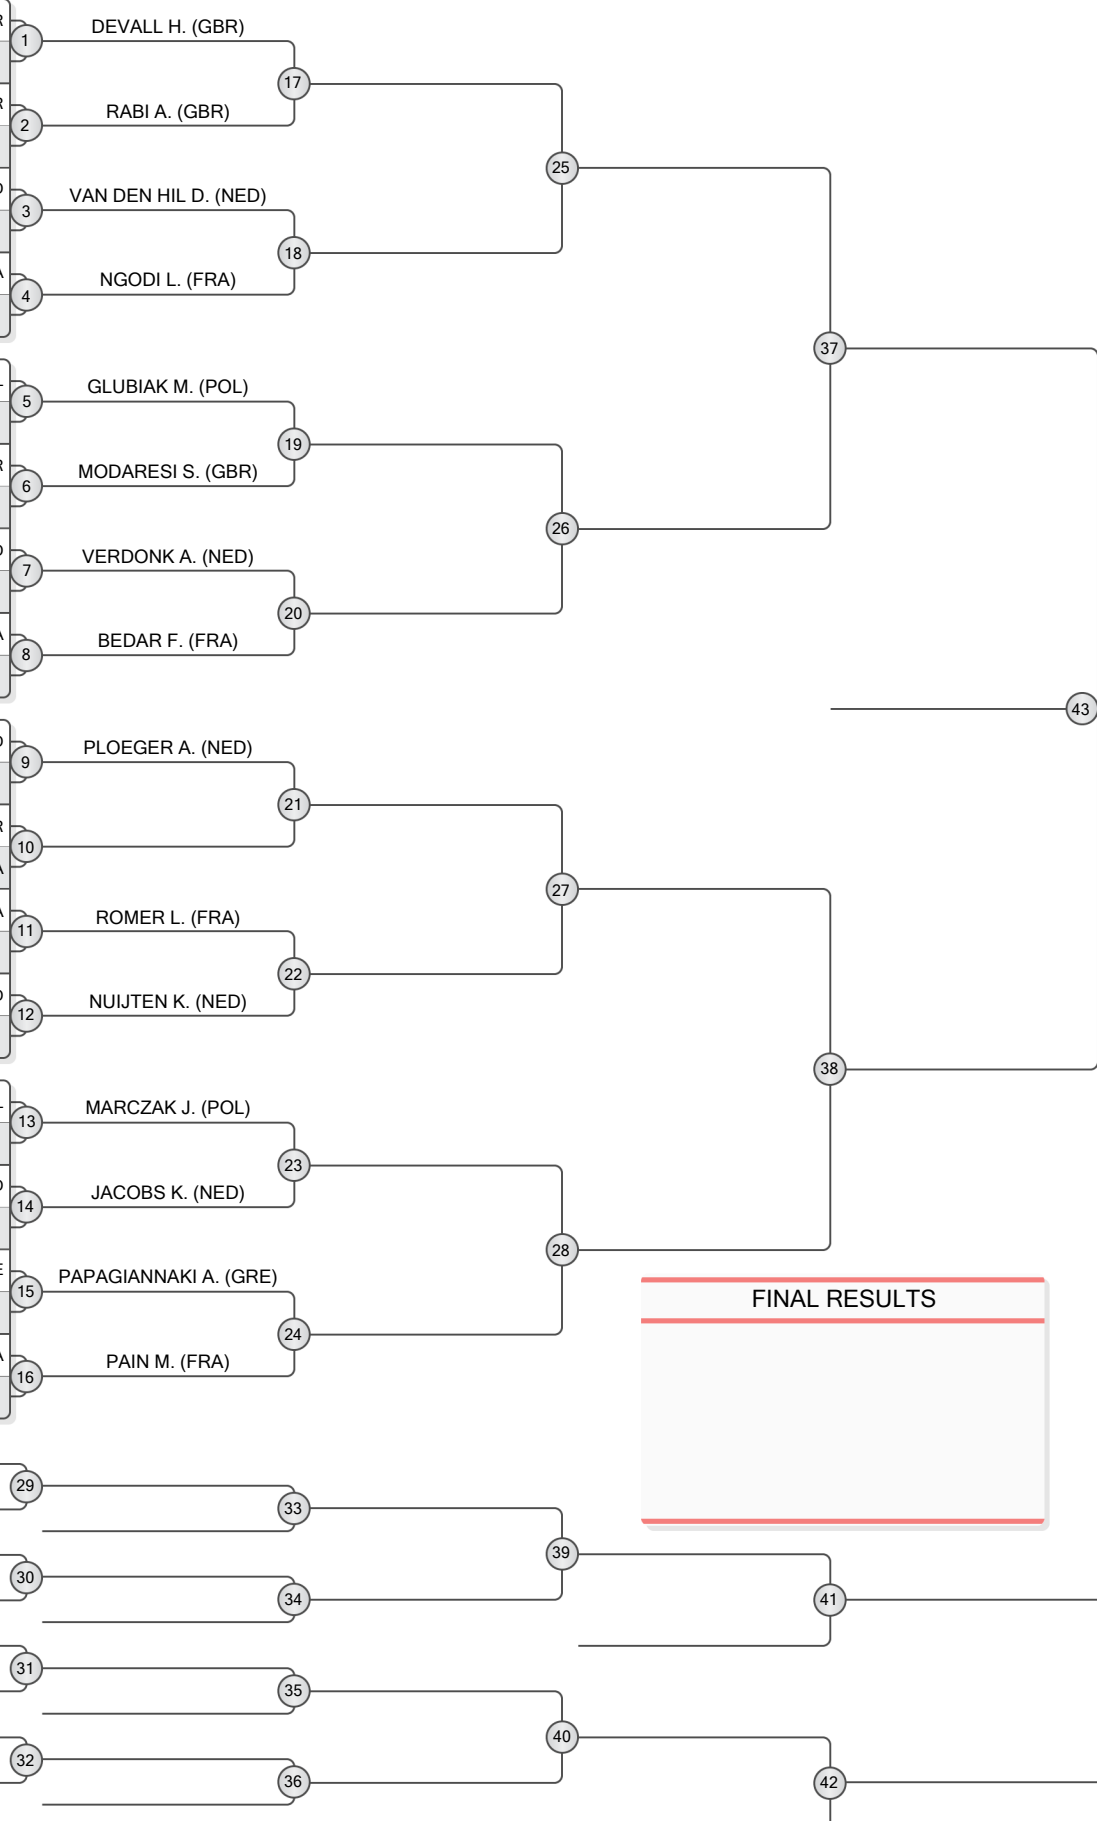 DEVALL H. (GBR)
1
17
RABI A. (GBR)
2
25
VAN DEN HIL D. (NED)
3
18
NGODI L. (FRA)
4
37
GLUBIAK M. (POL)
5
19
MODARESI S. (GBR)
6
26
VERDONK A. (NED)
7
20
BEDAR F. (FRA)
8
43
PLOEGER A. (NED)
9
21
10
27
ROMER L. (FRA)
11
22
NUIJTEN K. (NED)
12
38
MARCZAK J. (POL)
13
23
JACOBS K. (NED)
14
28
PAPAGIANNAKI A. (GRE)
15
24
PAIN M. (FRA)
16
FINAL RESULTS
29
33
39
30
34
41
31
35
40
32
36
42